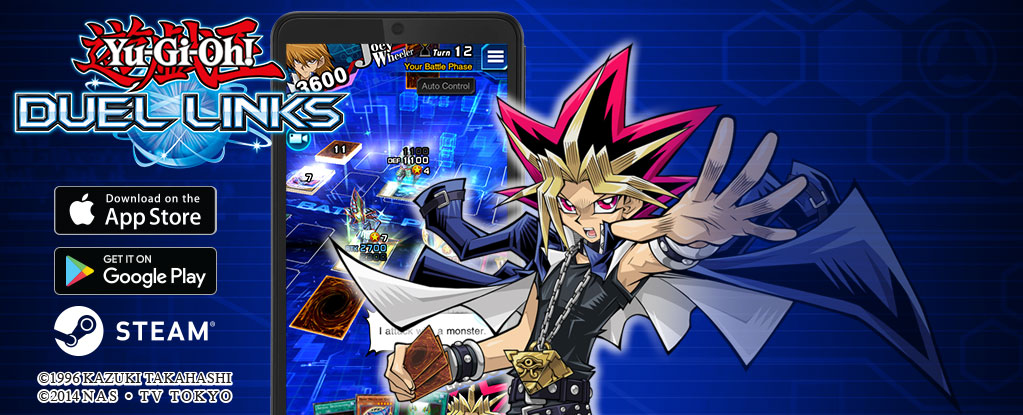 遊戯王
Yu-Gi-Oh!
DUEL LINKS
Download on the
App Store
GET IT ON
Google Play
STEAM®
©1996 KAZUKI TAKAHASHI
©2014 NAS • TV TOKYO
Joey
Wheeler
Turn 12
3600
Your Battle Phase
Auto Control
11
7
1100
DEF 1100
4
7
2700
I attack a monster.